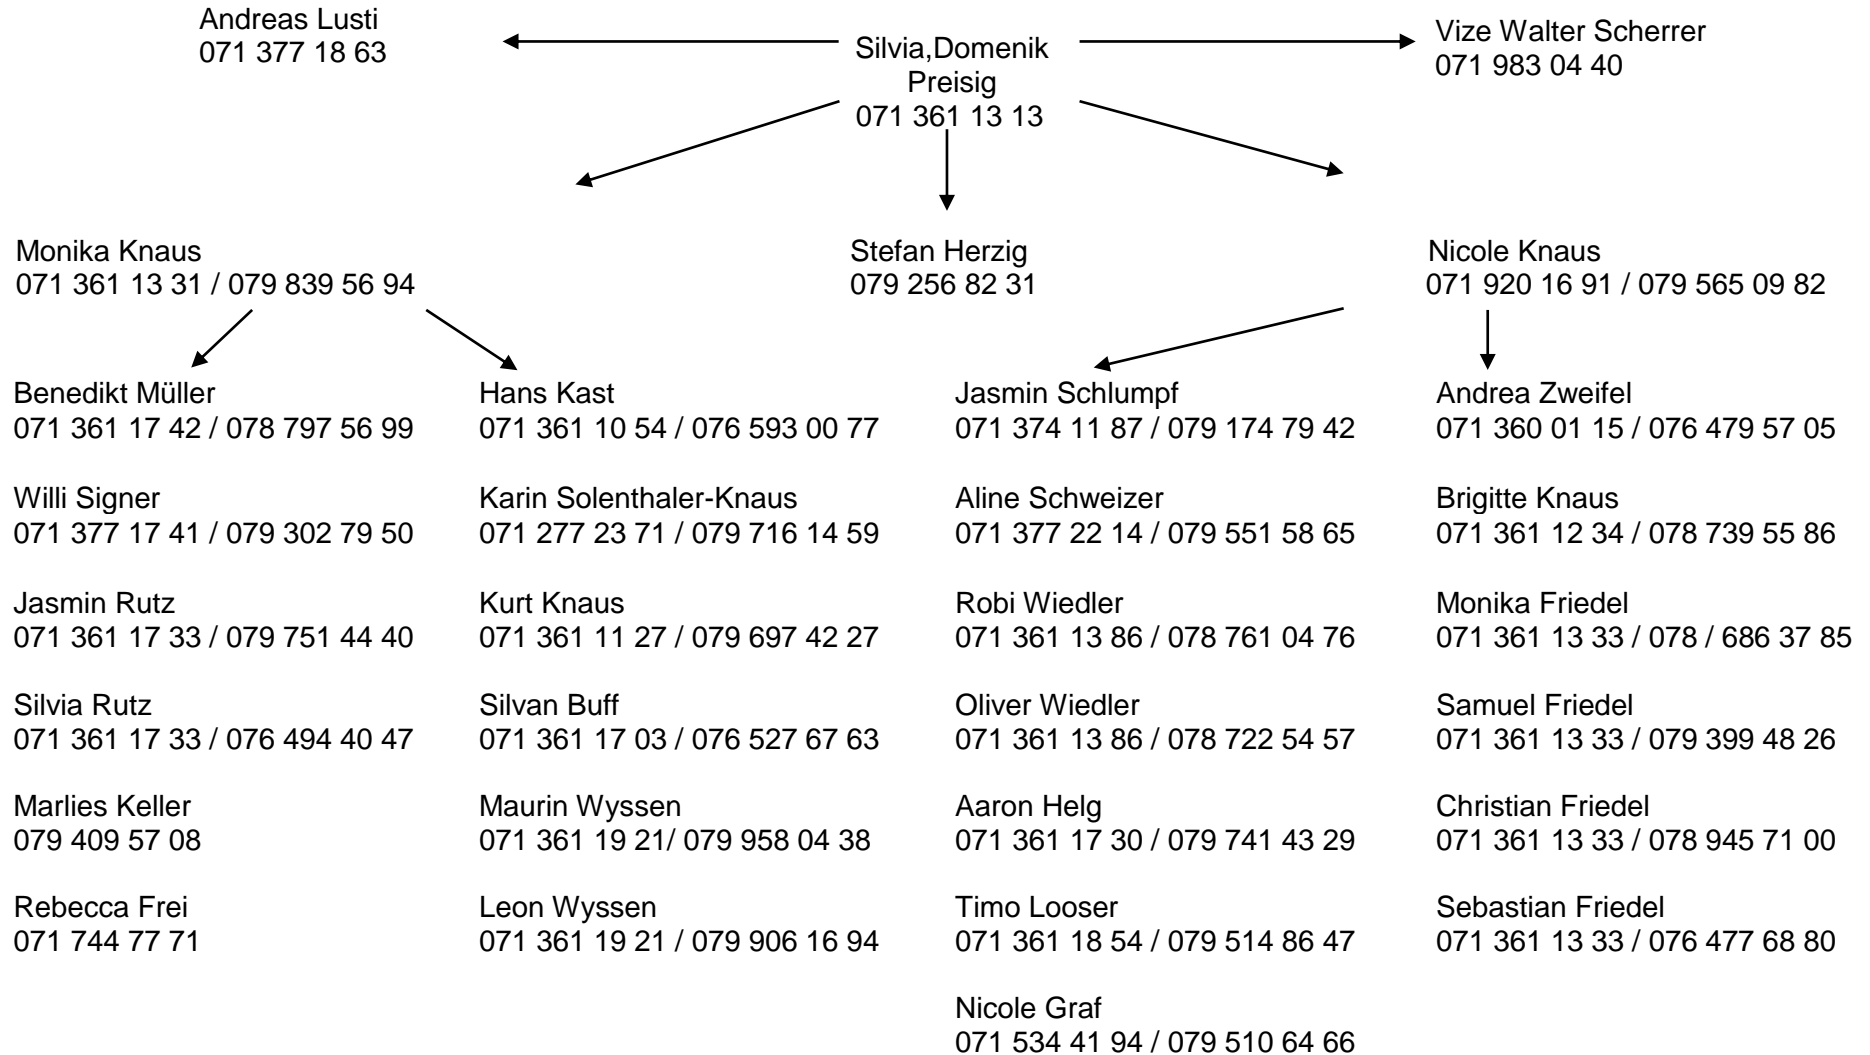 Andreas Lusti
071 377 18 63
Silvia,Domenik
Preisig
071 361 13 13
Vize Walter Scherrer
071 983 04 40
Monika Knaus
071 361 13 31 / 079 839 56 94
Stefan Herzig
079 256 82 31
Nicole Knaus
071 920 16 91 / 079 565 09 82
Benedikt Müller
071 361 17 42 / 078 797 56 99
Willi Signer
071 377 17 41 / 079 302 79 50
Jasmin Rutz
071 361 17 33 / 079 751 44 40
Silvia Rutz
071 361 17 33 / 076 494 40 47
Marlies Keller
079 409 57 08
Rebecca Frei
071 744 77 71
Hans Kast
071 361 10 54 / 076 593 00 77
Karin Solenthaler-Knaus
071 277 23 71 / 079 716 14 59
Kurt Knaus
071 361 11 27 / 079 697 42 27
Silvan Buff
071 361 17 03 / 076 527 67 63
Maurin Wyssen
071 361 19 21/ 079 958 04 38
Leon Wyssen
071 361 19 21 / 079 906 16 94
Jasmin Schlumpf
071 374 11 87 / 079 174 79 42
Aline Schweizer
071 377 22 14 / 079 551 58 65
Robi Wiedler
071 361 13 86 / 078 761 04 76
Oliver Wiedler
071 361 13 86 / 078 722 54 57
Aaron Helg
071 361 17 30 / 079 741 43 29
Timo Looser
071 361 18 54 / 079 514 86 47
Nicole Graf
071 534 41 94 / 079 510 64 66
Andrea Zweifel
071 360 01 15 / 076 479 57 05
Brigitte Knaus
071 361 12 34 / 078 739 55 86
Monika Friedel
071 361 13 33 / 078 / 686 37 85
Samuel Friedel
071 361 13 33 / 079 399 48 26
Christian Friedel
071 361 13 33 / 078 945 71 00
Sebastian Friedel
071 361 13 33 / 076 477 68 80